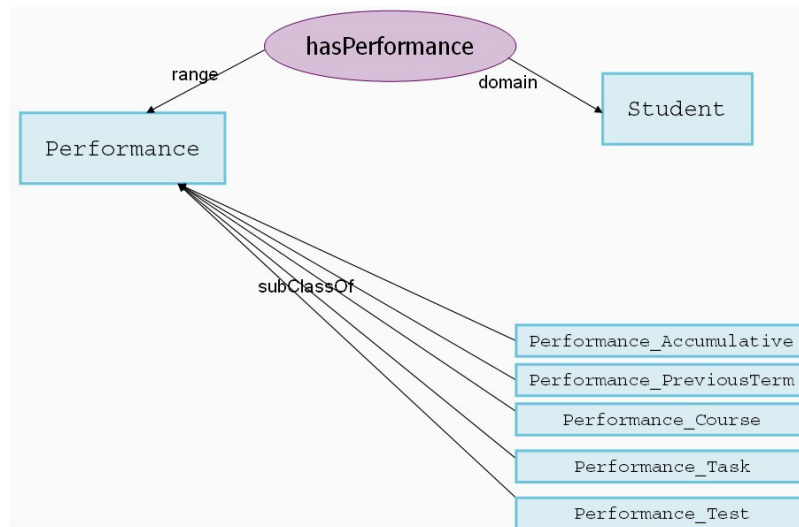 hasPerformance
range
domain
Student
Performance
subClassOf
Performance_Accumulative
Performance_PreviousTerm
Performance_Course
Performance_Task
Performance_Test